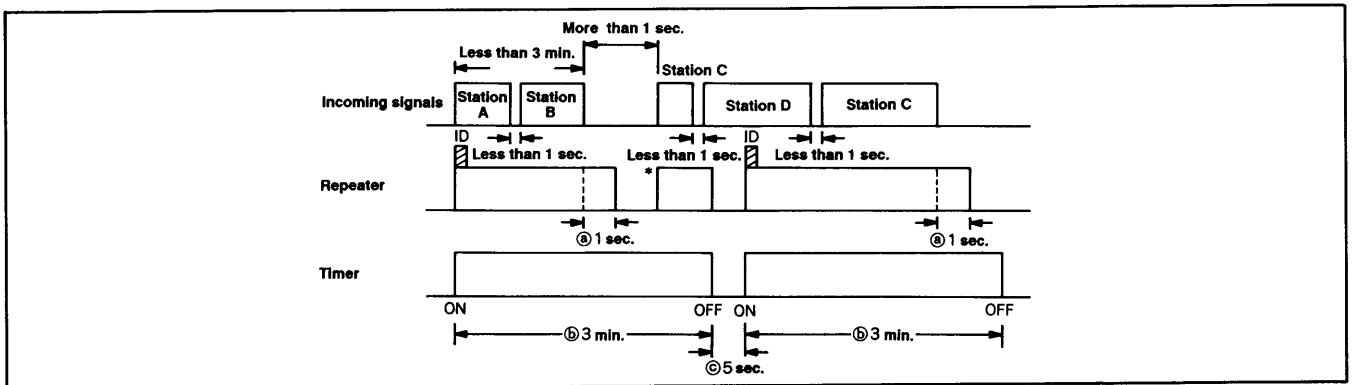 More than 1 sec.
Less than 3 min.
Station C
Incoming signals
Station A
Station B
Station D
Station C
ID
Less than 1 sec.
Less than 1 sec.
ID
Less than 1 sec.
Repeater
*
ⓐ 1 sec.
ⓐ 1 sec.
Timer
ON
OFF
ON
OFF
ⓑ 3 min.
ⓑ 3 min.
ⓒ 5 sec.